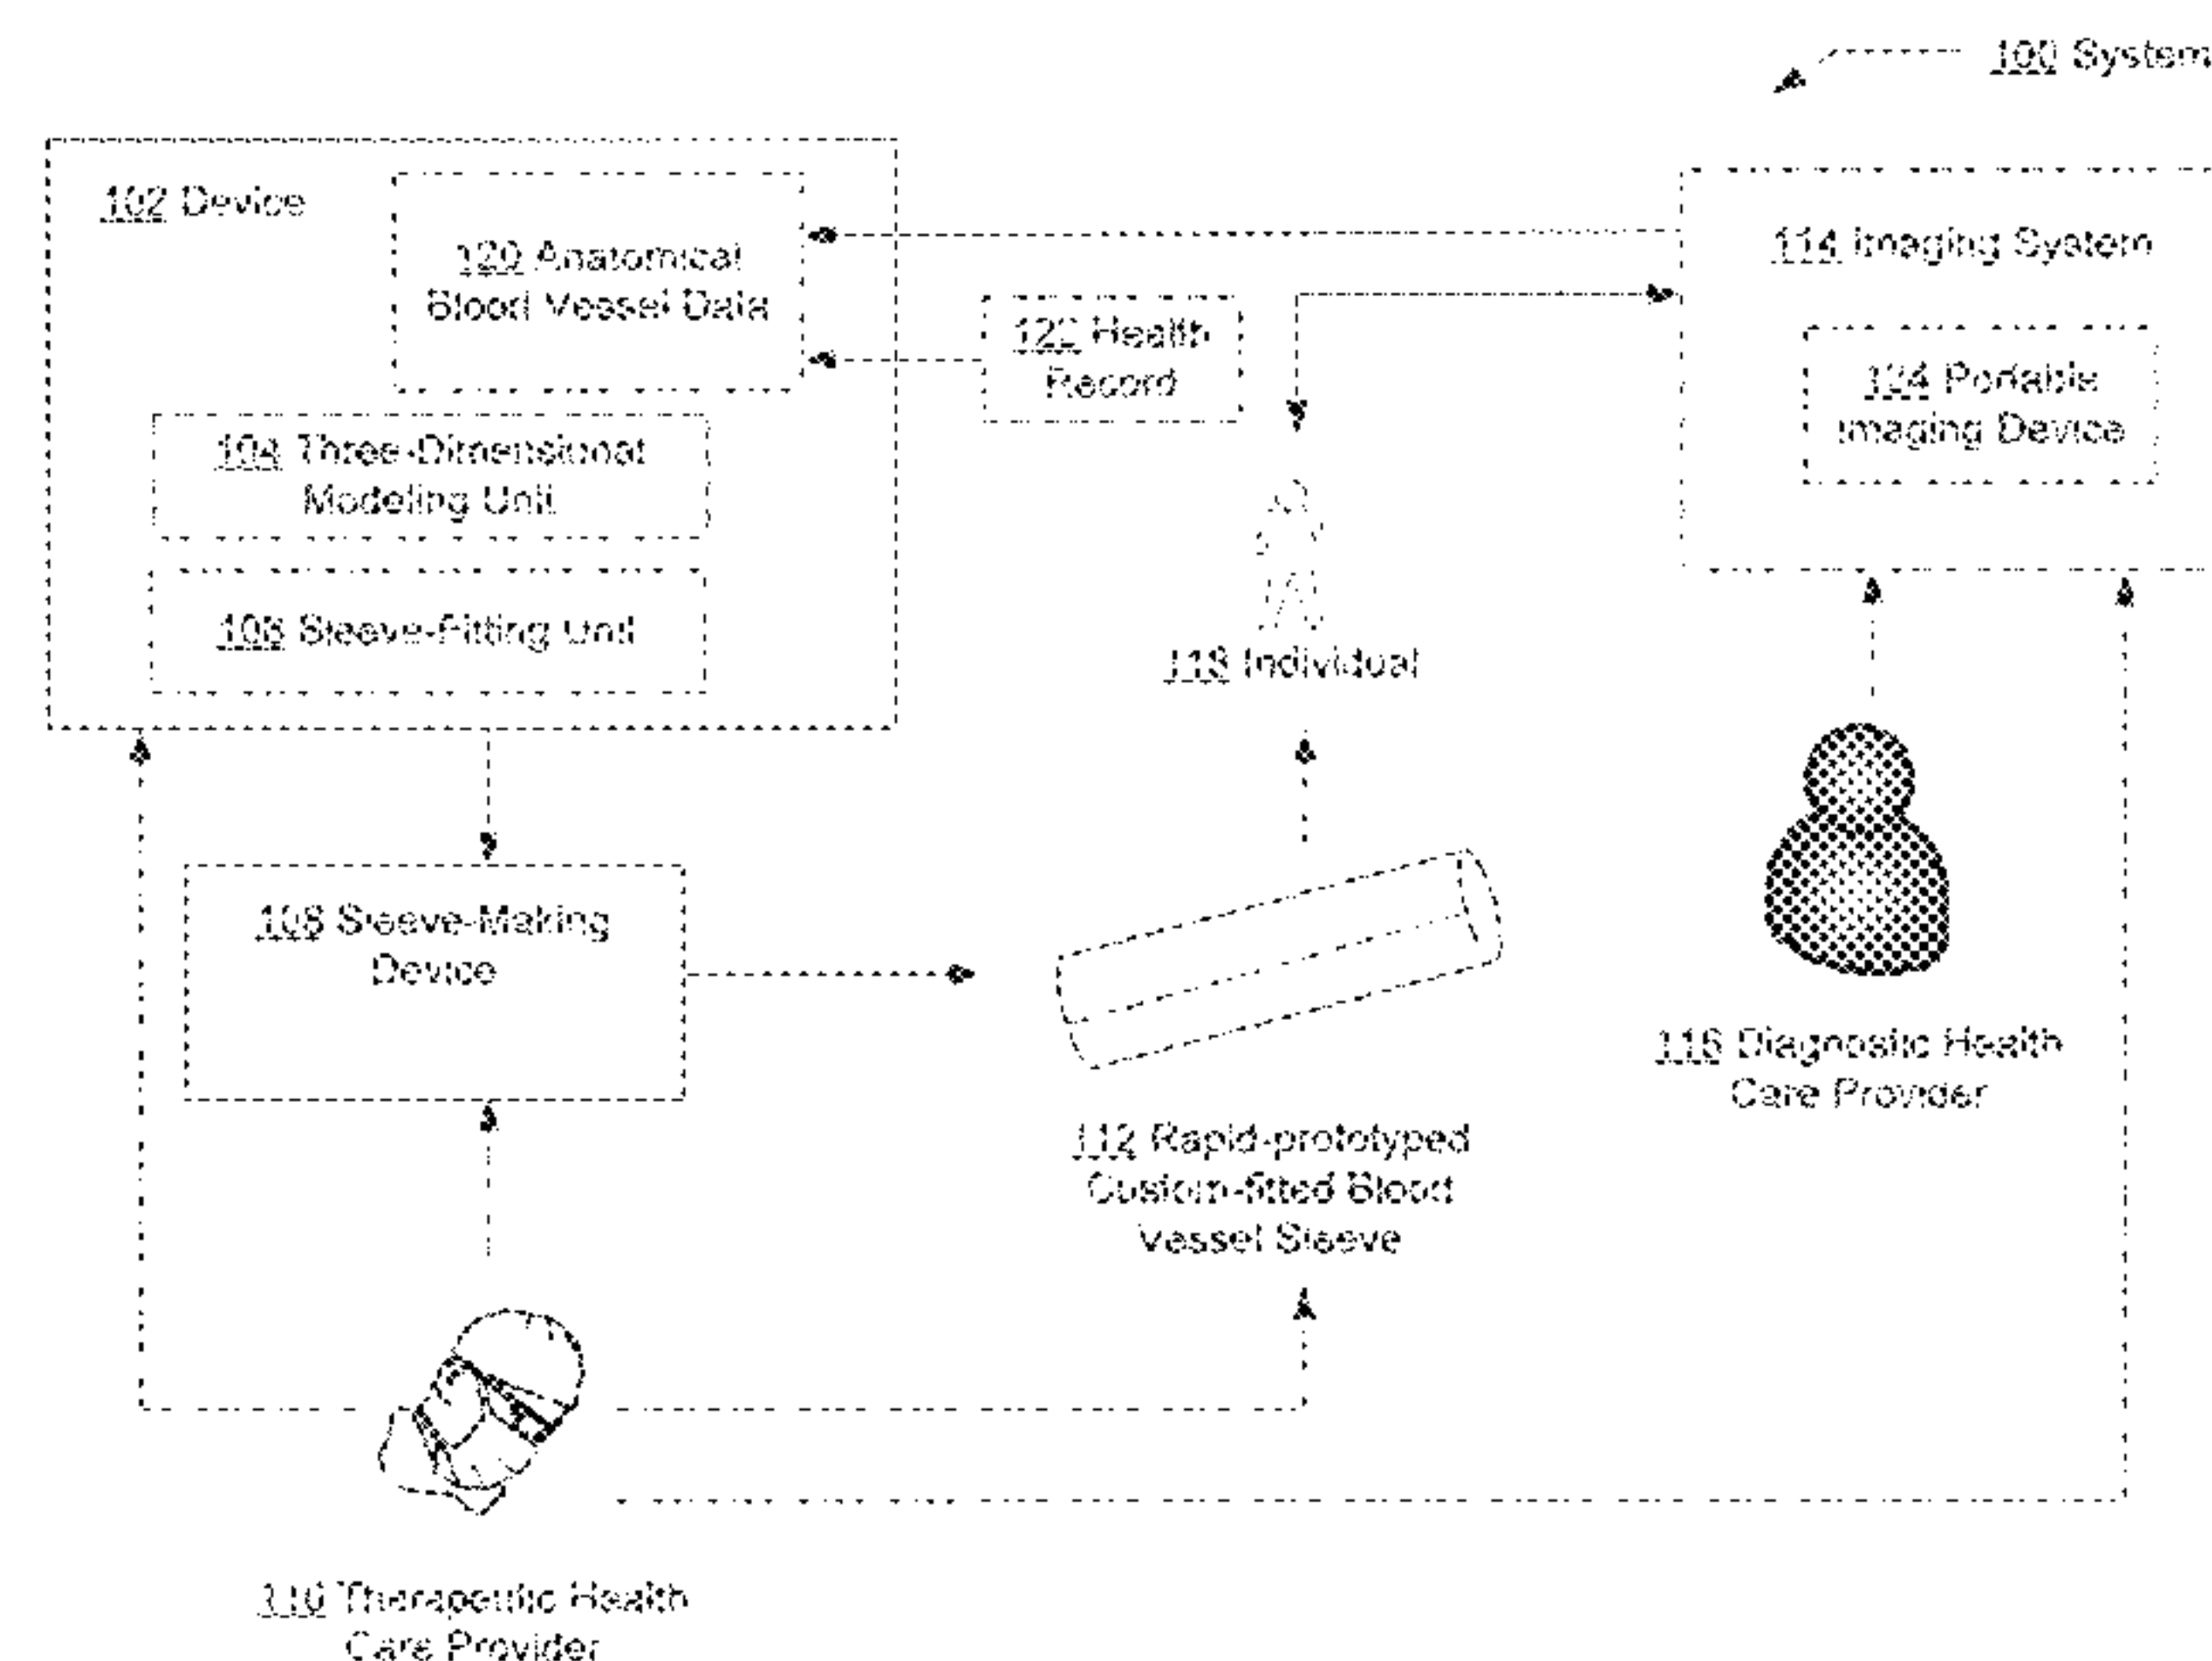 100 System
102 Device
120 Anatomical
Blood Vessel Data
114 Imaging System
122 Health
Record
124 Portable
Imaging Device
104 Three-Dimensional
Modeling Unit
106 Sleeve-Fitting Unit
118 Individual
108 Sleeve-Making
Device
116 Diagnostic Health
Care Provider
112 Rapid-prototyped
Custom-fitted Blood
Vessel Sleeve
110 Therapeutic Health
Care Provider